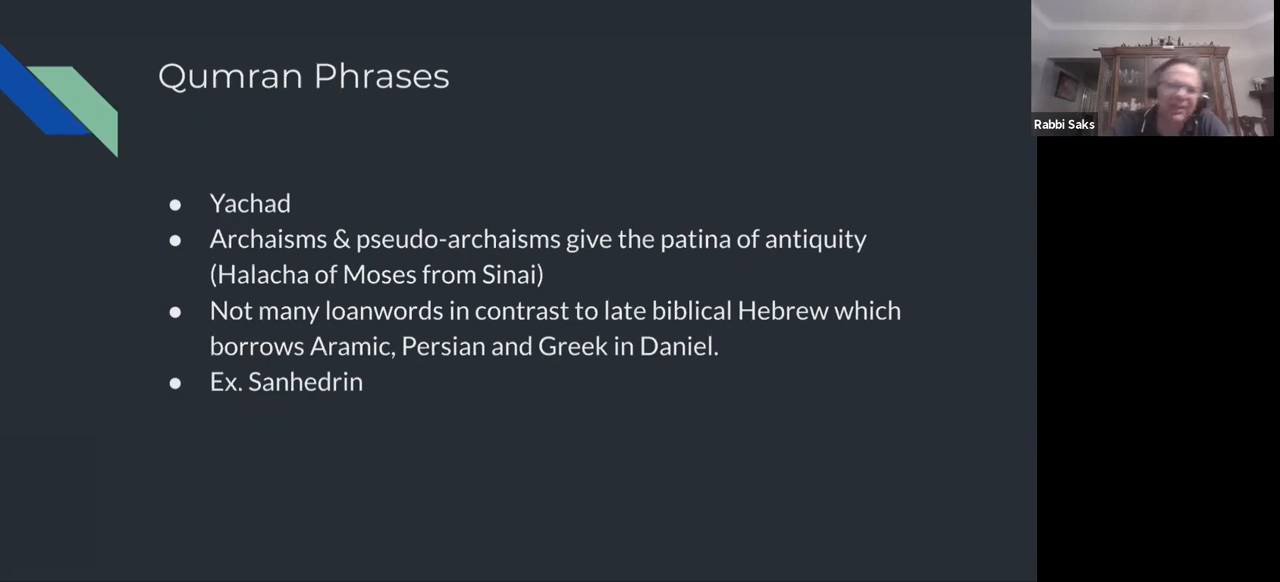 Qumran Phrases
Rabbi Saks
● Yachad
● Archaisms & pseudo-archaisms give the patina of antiquity
(Halacha of Moses from Sinai)
● Not many loanwords in contrast to late biblical Hebrew which
borrows Aramic, Persian and Greek in Daniel.
● Ex. Sanhedrin